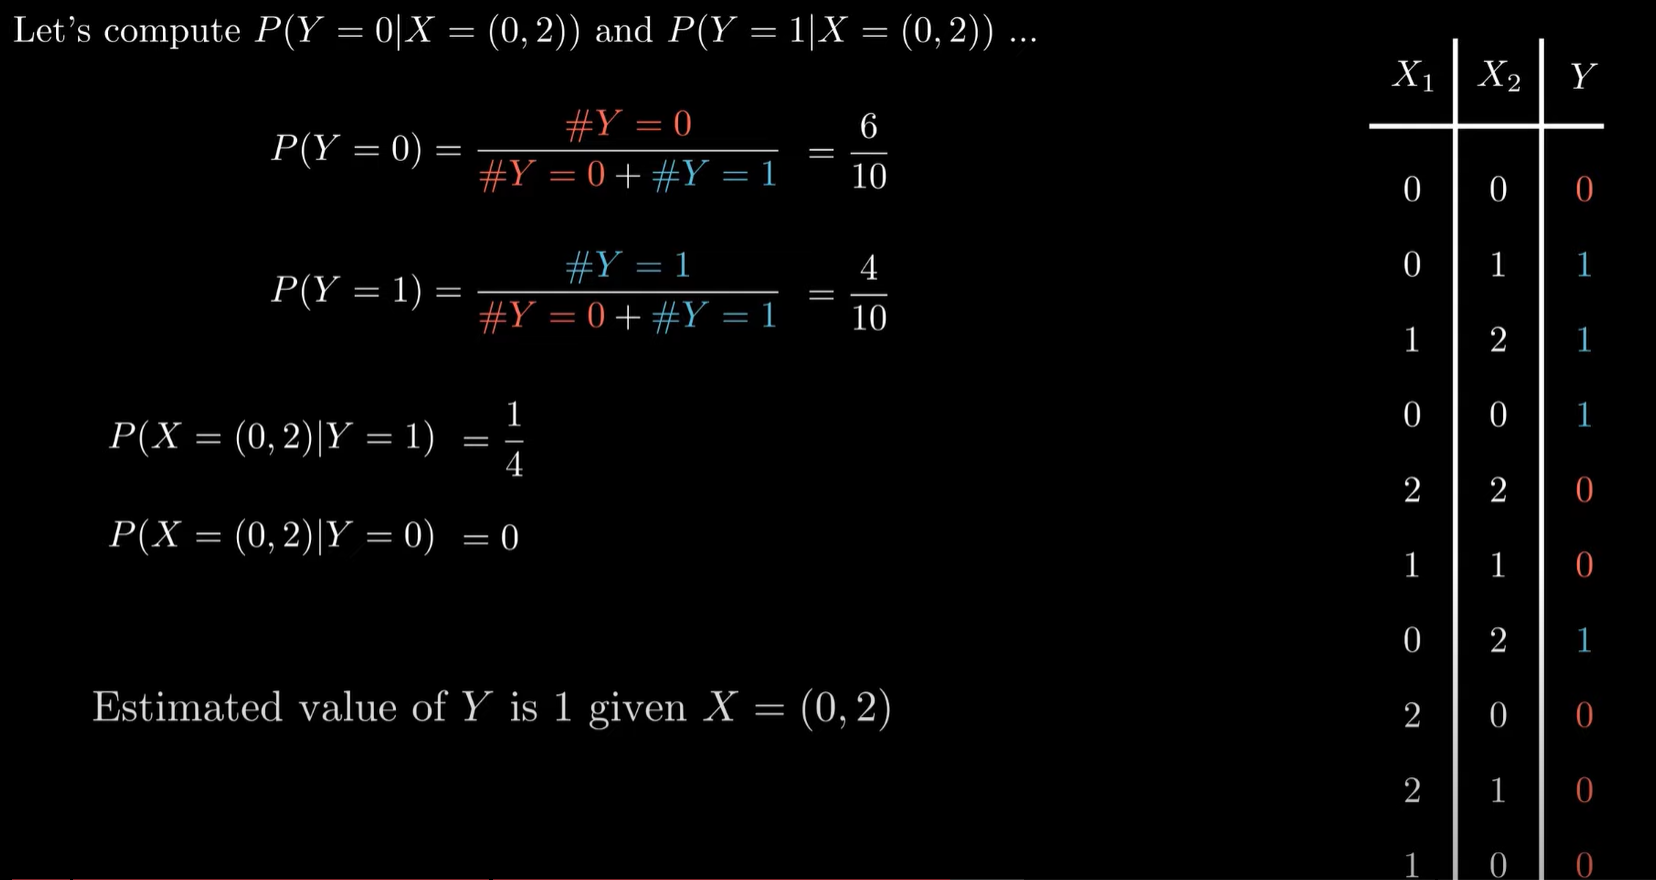 Let's compute P(Y = 0|X = (0, 2)) and P(Y = 1|X = (0, 2)) ...
P(Y = 0) = #Y = 0 / #Y = 0 + #Y = 1 = 6/10
P(Y = 1) = #Y = 1 / #Y = 0 + #Y = 1 = 4/10
P(X = (0, 2)|Y = 1) = 1/4
P(X = (0, 2)|Y = 0) = 0
Estimated value of Y is 1 given X = (0, 2)
X₁ X₂ Y
0 0 0
0 1 1
1 2 1
0 0 1
2 2 0
1 1 0
0 2 1
2 0 0
2 1 0
1 0 0